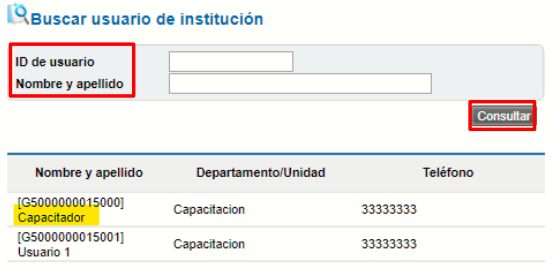 Buscar usuario de institución
ID de usuario
Nombre y apellido
Consultar
Nombre y apellido Departamento/Unidad Teléfono
[G5000000015000]
Capacitador Capacitacion 33333333
[G5000000015001]
Usuario 1 Capacitacion 33333333